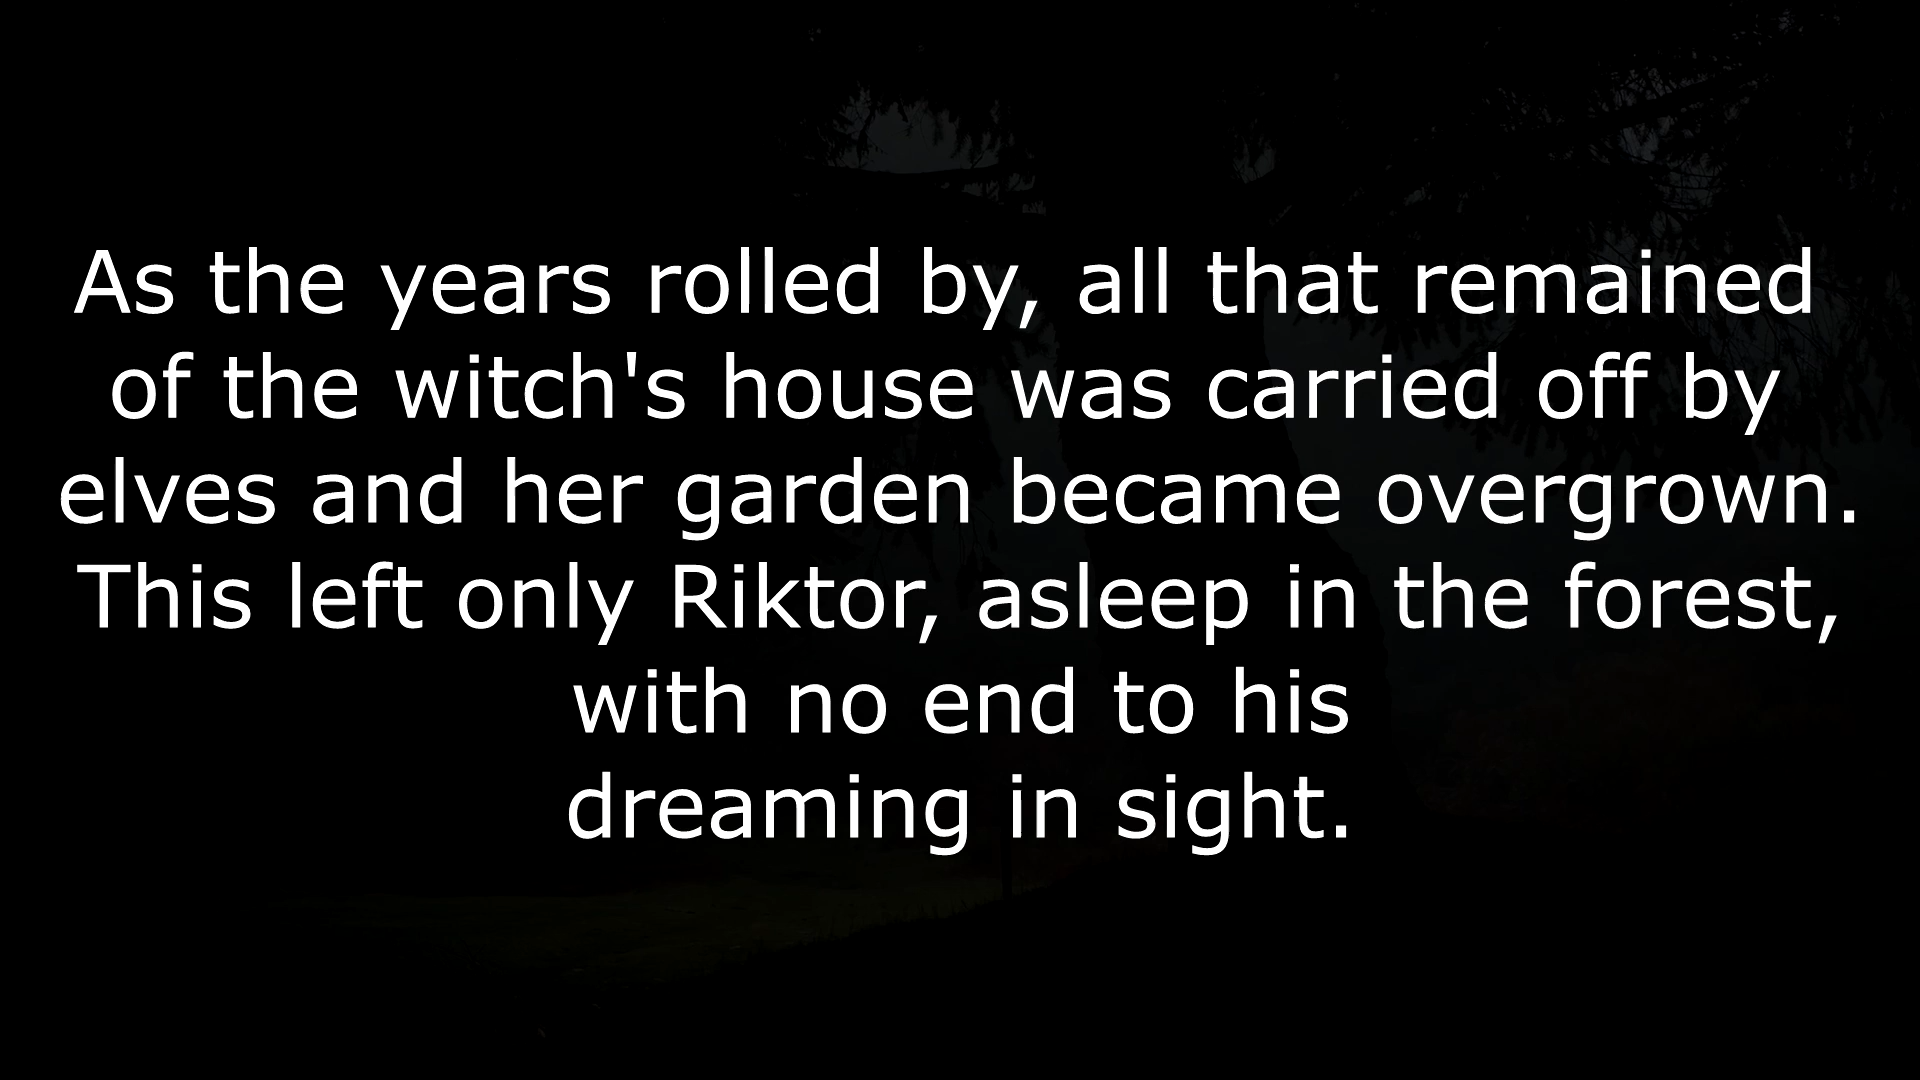 As the years rolled by, all that remained
of the witch's house was carried off by
elves and her garden became overgrown.
This left only Riktor, asleep in the forest,
with no end to his
dreaming in sight.